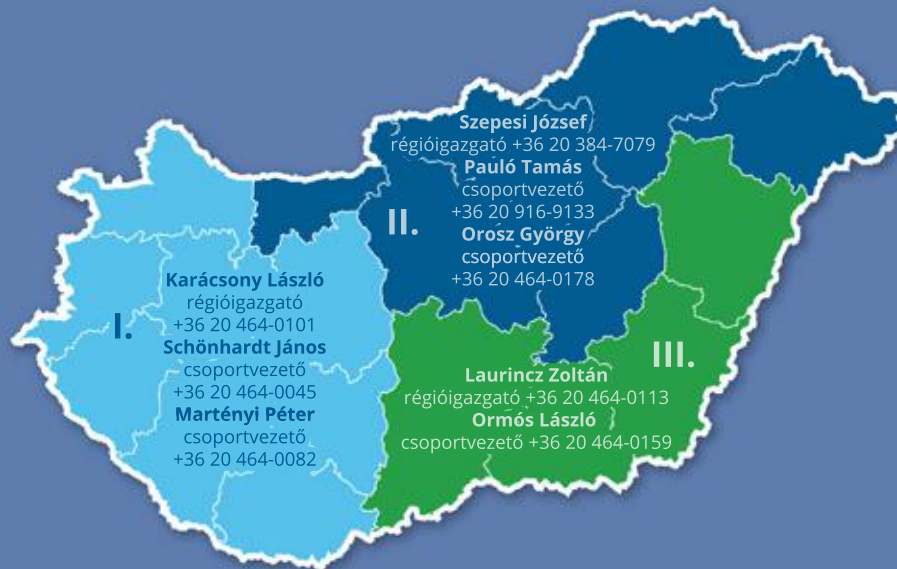 I.
Karácsony László
régióigazgató
+36 20 464-0101
Schönhardt János
csoportvezető
+36 20 464-0045
Martényi Péter
csoportvezető
+36 20 464-0082
II.
Szepesi József
régióigazgató +36 20 384-7079
Pauló Tamás
csoportvezető
+36 20 916-9133
Orosz György
csoportvezető
+36 20 464-0178
III.
Laurincz Zoltán
régióigazgató +36 20 464-0113
Ormós László
csoportvezető +36 20 464-0159